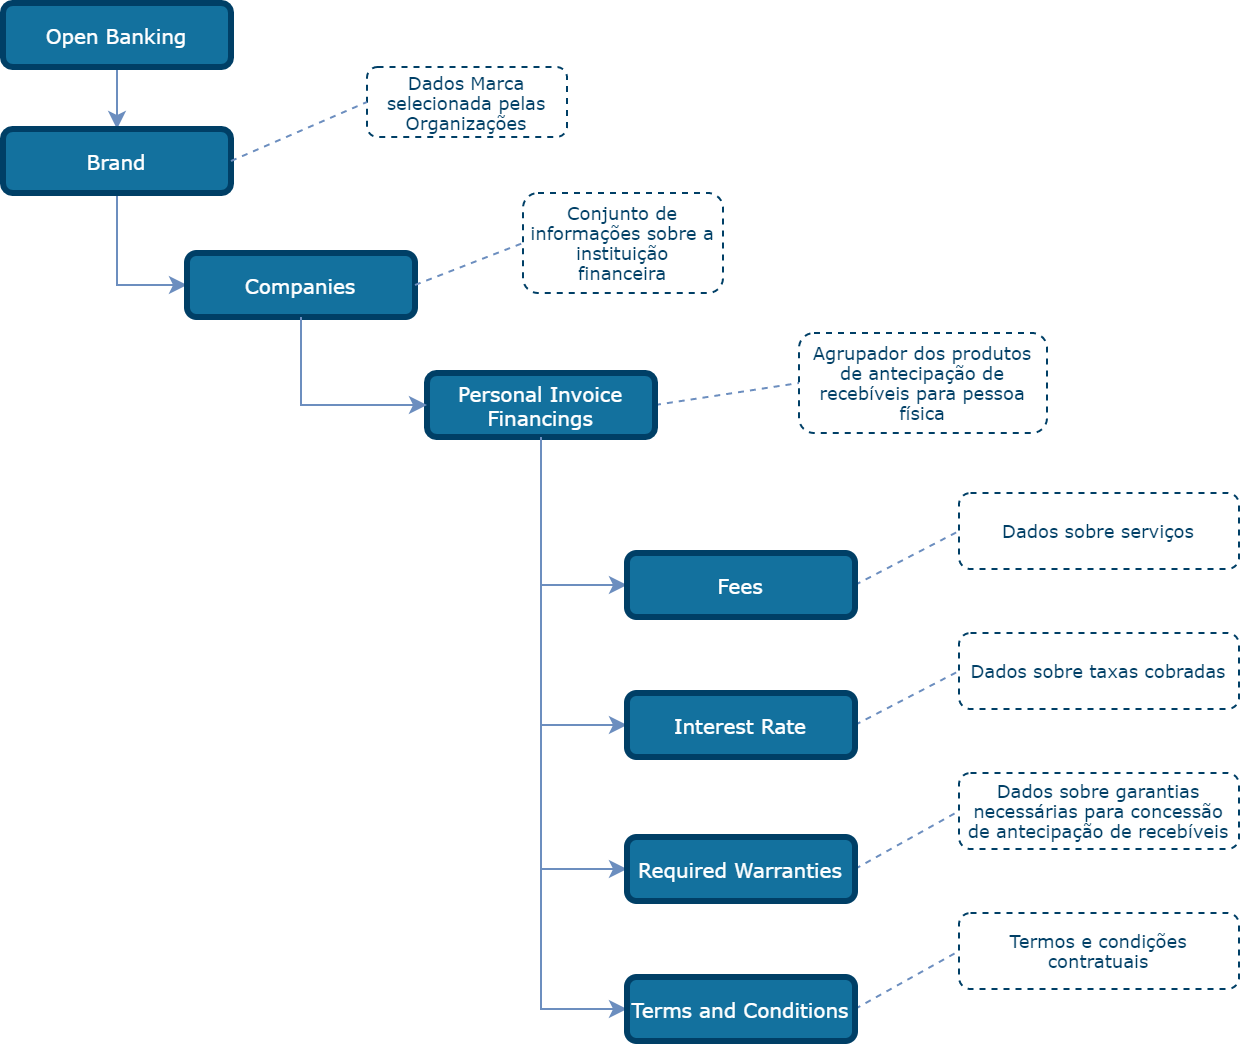 Open Banking
Dados Marca
selecionada pelas
Organizações
Brand
Conjunto de
informações sobre a
instituição
financeira
Companies
Agrupador dos produtos
de antecipação de
recebíveis para pessoa
física
Personal Invoice
Financings
Dados sobre serviços
Fees
Dados sobre taxas cobradas
Interest Rate
Dados sobre garantias
necessárias para concessão
de antecipação de recebíveis
Required Warranties
Termos e condições
contratuais
Terms and Conditions